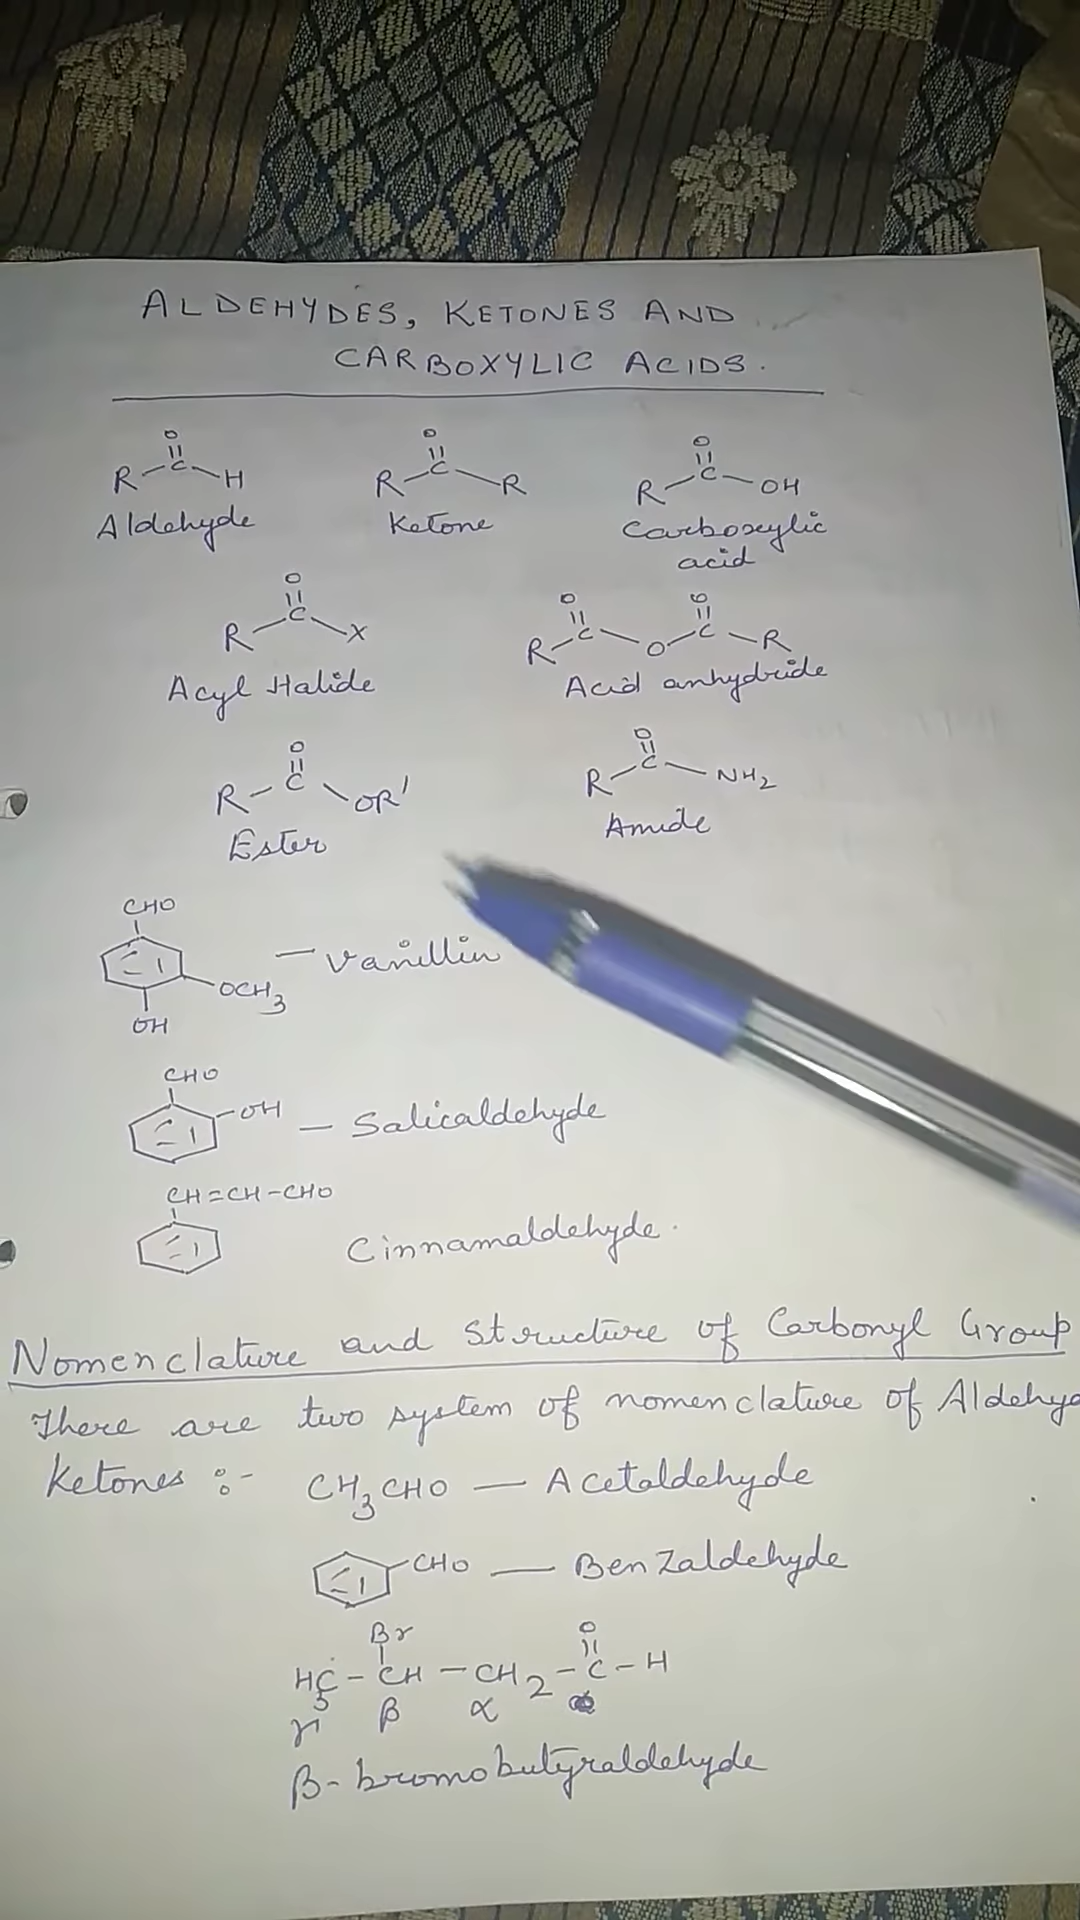 ALDEHYDES, KETONES AND
CARBOXYLIC ACIDS.
O O O
R-C-H R-C-R R-C-OH
Aldehyde Ketone Carboxylic
acid
O O O
R-C-X R-C-O-C-R
Acyl Halide Acid anhydride
O O
R-C-OR' R-C-NH2
Ester Amide
CHO
— Vanillin
OCH3
OH
CHO
OH — Salicaldehyde
CH=CH-CHO
Cinnamaldehyde.
Nomenclature and Structure of Carbonyl Group
There are two system of nomenclature of Aldehyd
Ketones :- CH3CHO — Acetaldehyde
CHO — Benzaldehyde
Br O
H3C-CH-CH2-C-H
γ β α
β-bromobutyraldehyde